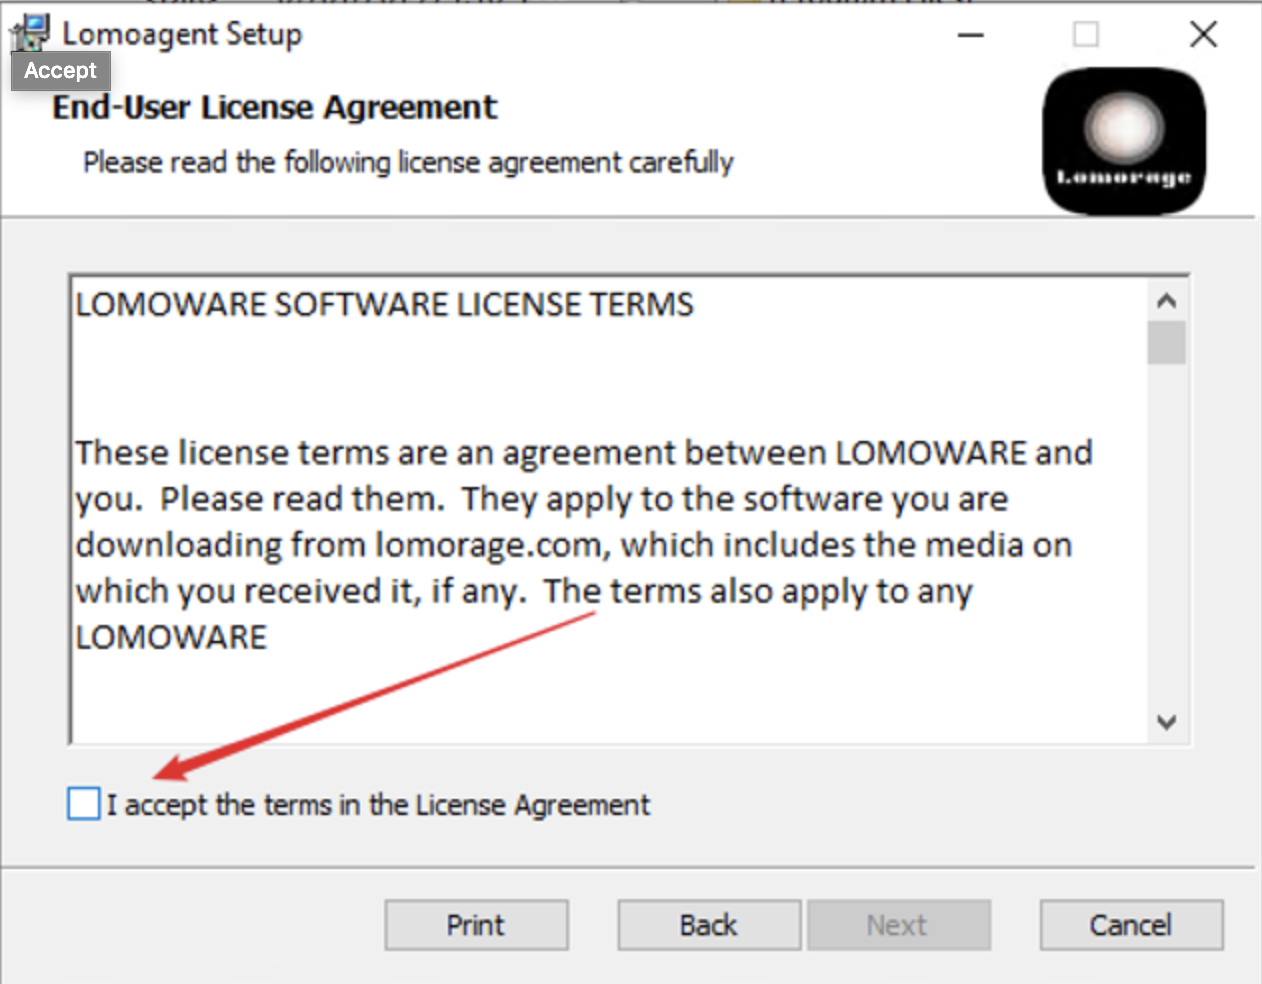 Lomoagent Setup
Accept
End-User License Agreement
Please read the following license agreement carefully
Lomorage
LOMOWARE SOFTWARE LICENSE TERMS
These license terms are an agreement between LOMOWARE and
you.  Please read them.  They apply to the software you are
downloading from lomorage.com, which includes the media on
which you received it, if any.  The terms also apply to any
LOMOWARE
I accept the terms in the License Agreement
Print
Back
Next
Cancel